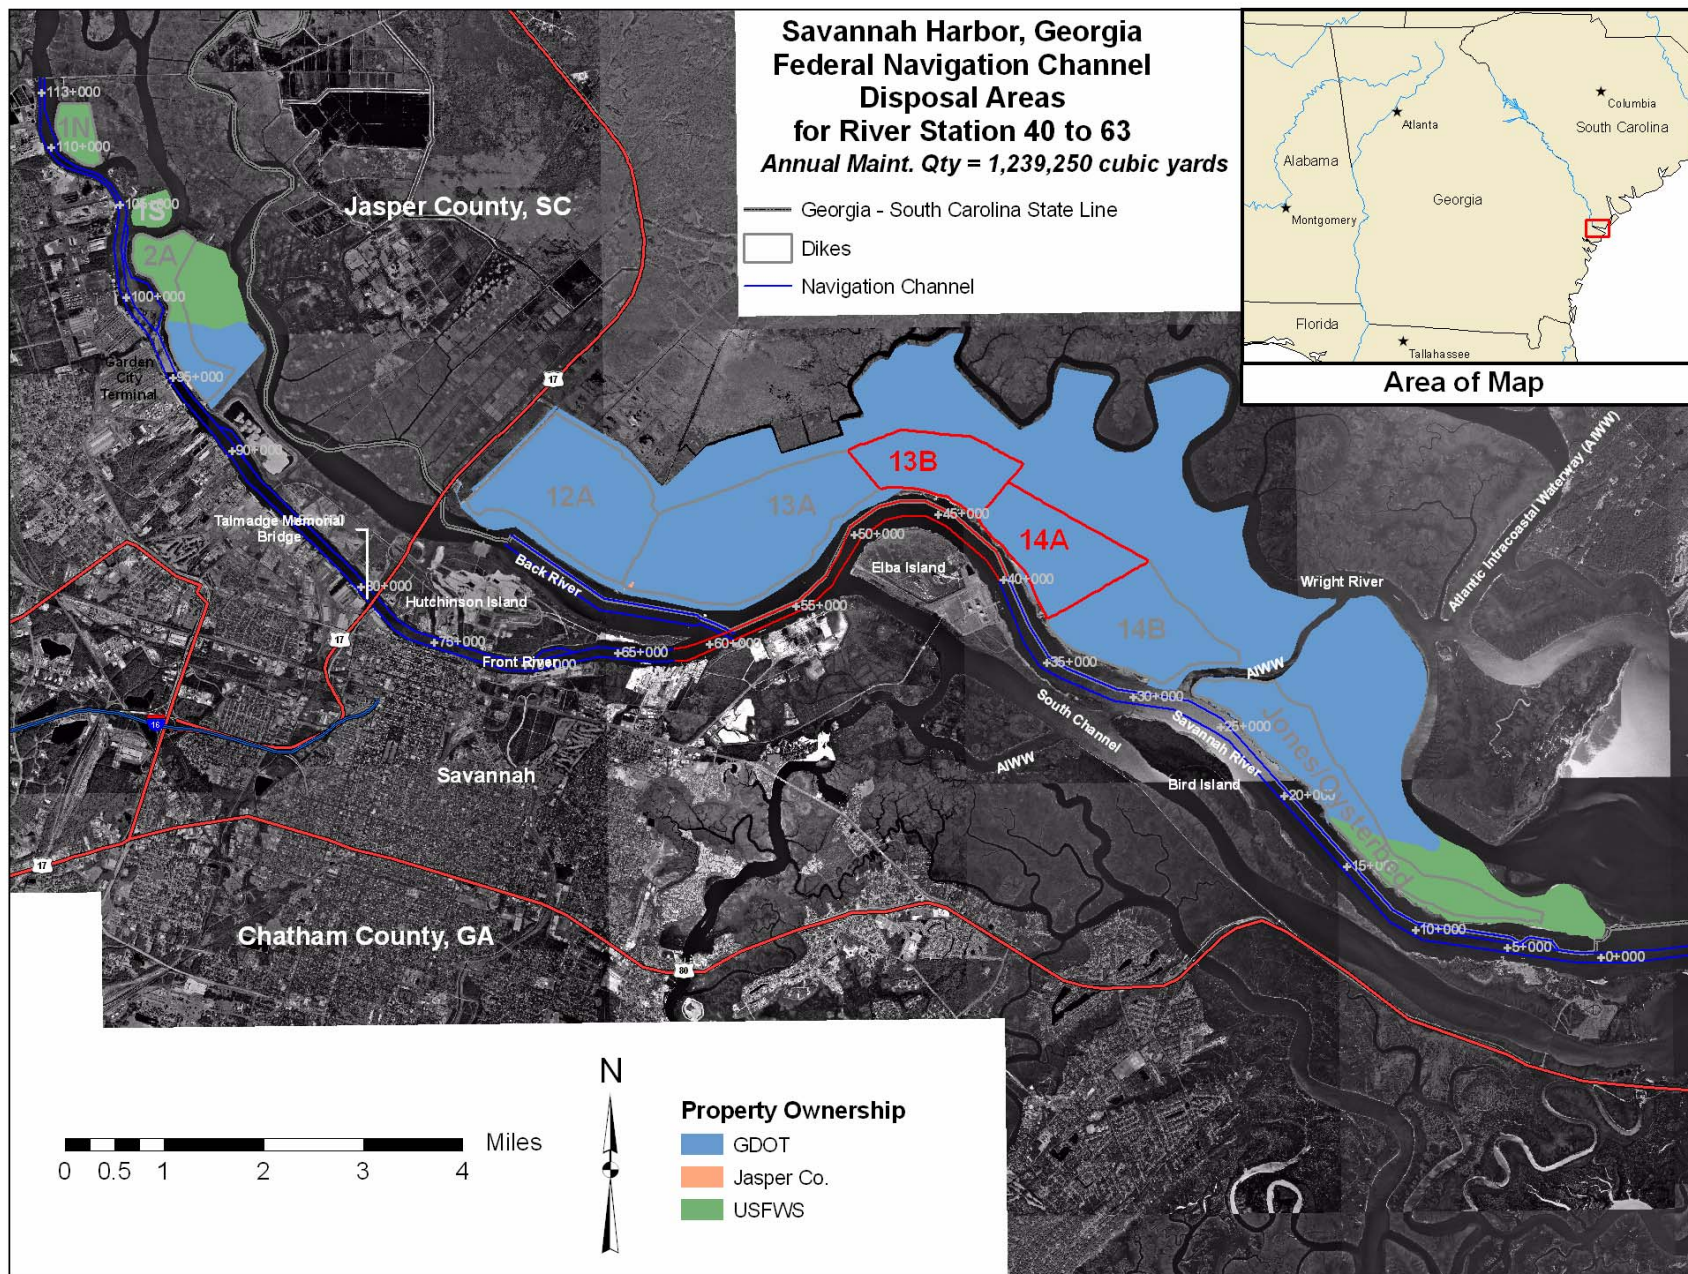 Savannah Harbor, Georgia
Federal Navigation Channel
Disposal Areas
for River Station 40 to 63
Annual Maint. Qty = 1,239,250 cubic yards
Georgia - South Carolina State Line
Dikes
Navigation Channel
Columbia
South Carolina
Atlanta
Alabama
Georgia
Montgomery
Florida
Tallahassee
Area of Map
+113+000
1N
+110+000
+105+000
1S
2A
+100+000
Jasper County, SC
Garden
City
Terminal
+95+000
17
+90+000
12A
13A
13B
14A
14B
+45+000
+50+000
Elba Island
+40+000
Talmadge Memorial
Bridge
Back River
+80+000
Hutchinson Island
+55+000
+60+000
+65+000
+75+000
Front River
17
Wright River
Atlantic Intracoastal Waterway (AIWW)
AIWW
+35+000
+30+000
South Channel
Savannah River
+25+000
Jones/Oysterbed
AIWW
Bird Island
+20+000
+15+000
+10+000
+5+000
+0+000
16
Savannah
17
Chatham County, GA
80
N
Miles
0 0.5 1 2 3 4
Property Ownership
GDOT
Jasper Co.
USFWS